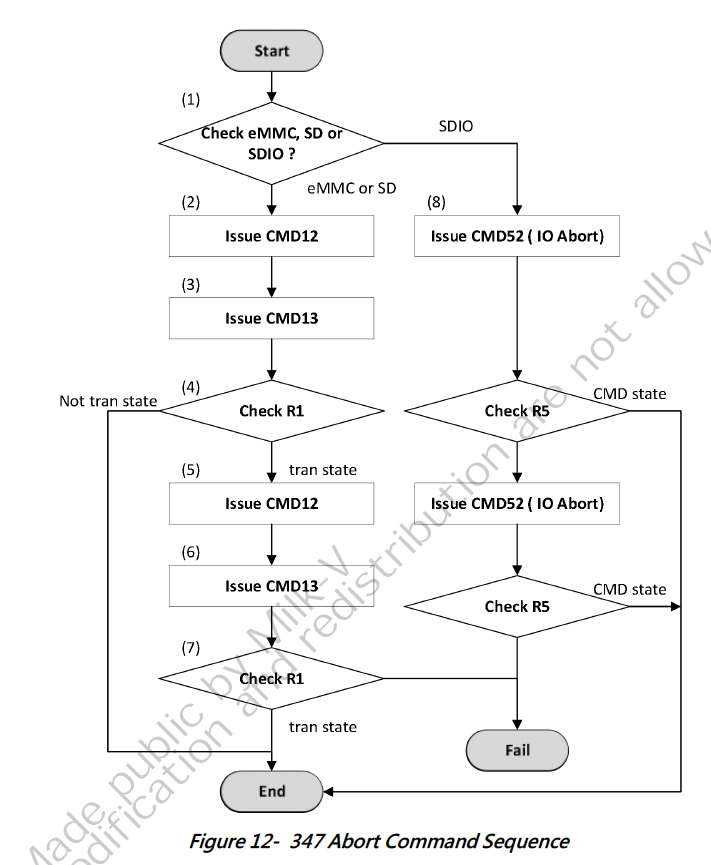 Start
(1)
Check eMMC, SD or
SDIO ?
SDIO
eMMC or SD
(2)
(8)
Issue CMD12
Issue CMD52 ( IO Abort)
(3)
Issue CMD13
Not tran state
(4)
CMD state
Check R1
Check R5
(5)
tran state
Issue CMD12
Issue CMD52 ( IO Abort)
(6)
Issue CMD13
CMD state
Check R5
(7)
Check R1
tran state
Fail
End
Made public by Milk-V
odification and redistribution are not allow
Figure 12- 347 Abort Command Sequence